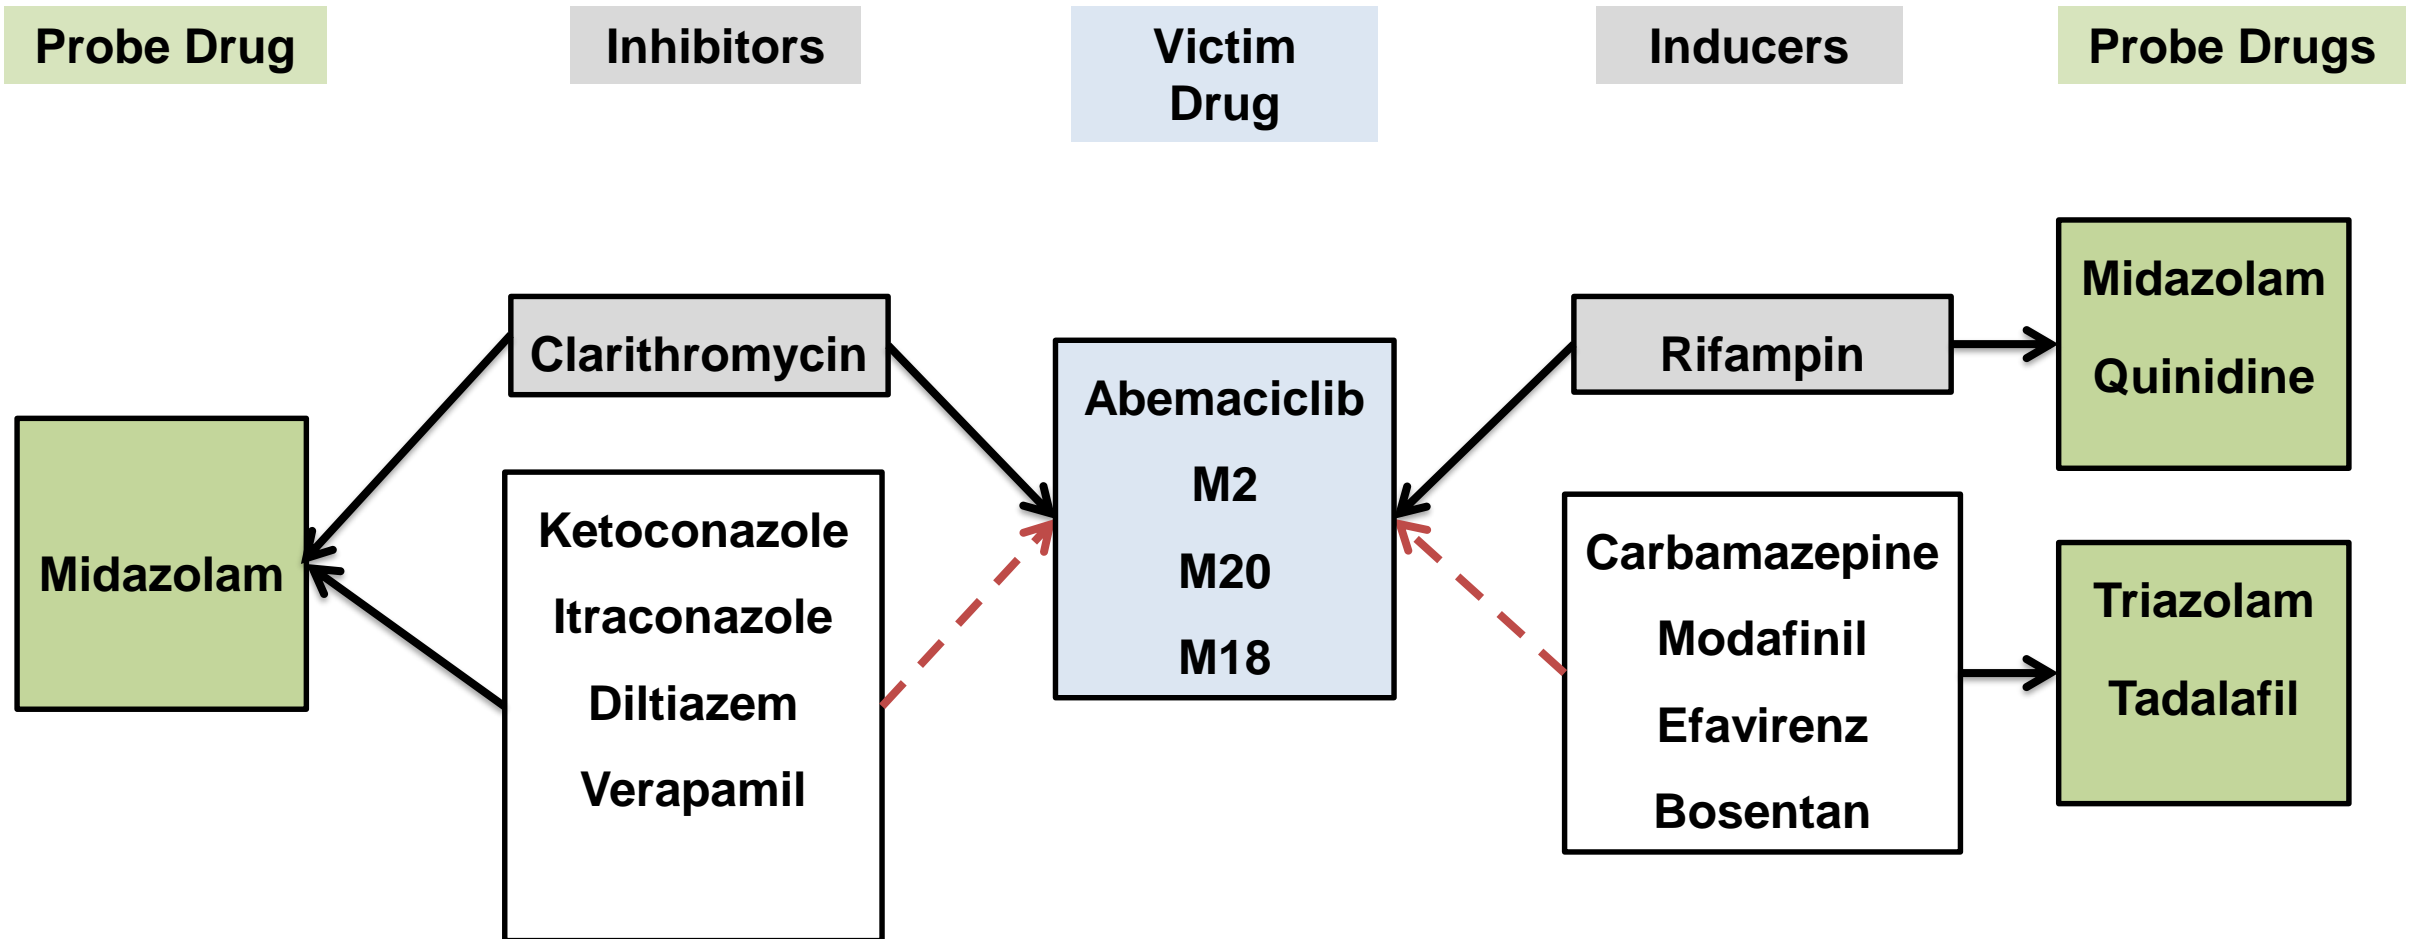 Probe Drug
Inhibitors
Victim
Drug
Inducers
Probe Drugs
Midazolam
Clarithromycin
Ketoconazole
Itraconazole
Diltiazem
Verapamil
Abemaciclib
M2
M20
M18
Rifampin
Carbamazepine
Modafinil
Efavirenz
Bosentan
Midazolam
Quinidine
Triazolam
Tadalafil